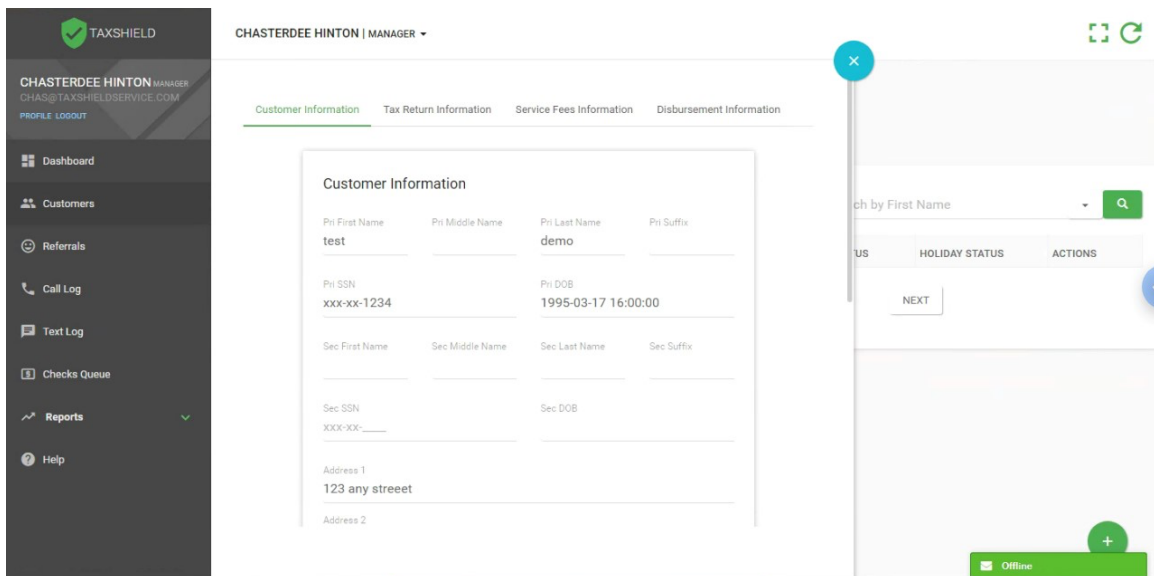 TAXSHIELD
CHASTERDEE HINTON | MANAGER
CHASTERDEE HINTON MANAGER
CHAS@TAXSHIELDSERVICE.COM
PROFILE LOGOUT
Dashboard
Customers
Referrals
Call Log
Text Log
Checks Queue
Reports
Help
Customer Information Tax Return Information Service Fees Information Disbursement Information
Customer Information
Pri First Name Pri Middle Name Pri Last Name Pri Suffix
test demo
Pri SSN Pri DOB
xxx-xx-1234 1995-03-17 16:00:00
Sec First Name Sec Middle Name Sec Last Name Sec Suffix
Sec SSN Sec DOB
xxx-xx-____
Address 1
123 any streeet
Address 2
ch by First Name
US HOLIDAY STATUS ACTIONS
NEXT
Offline